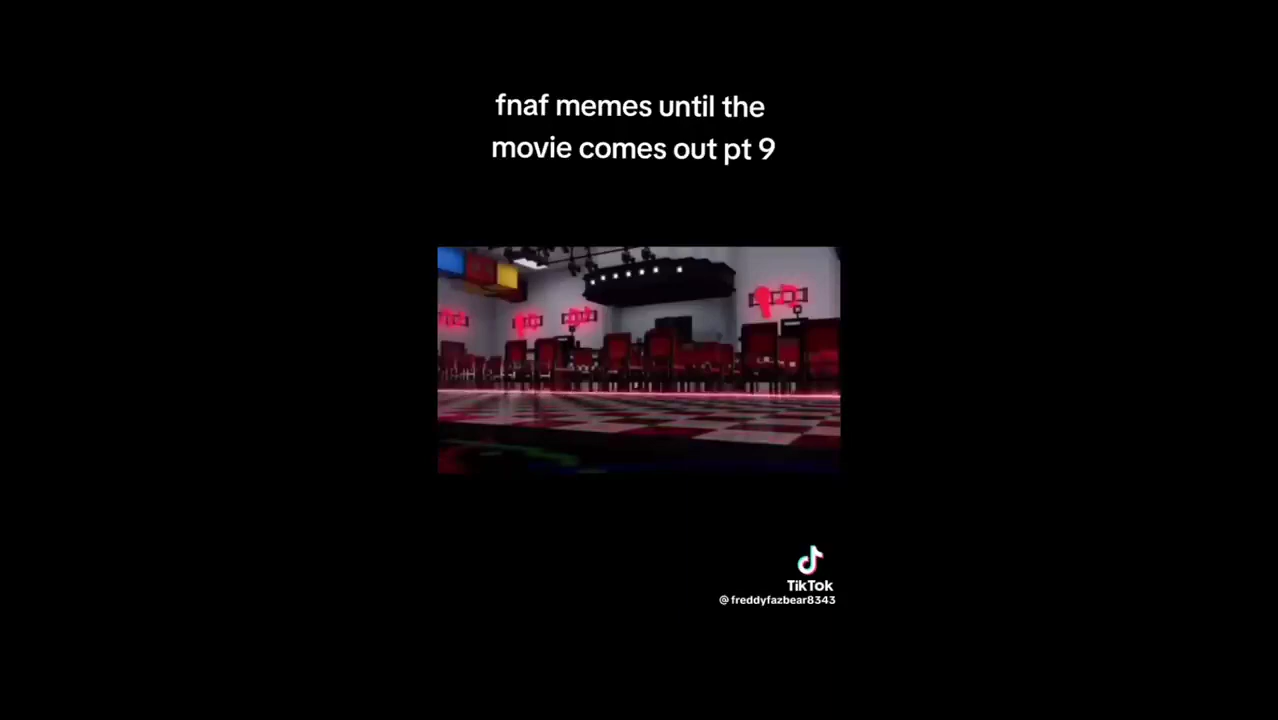 fnaf memes until the
movie comes out pt 9
TikTok
@freddyfazbear8343